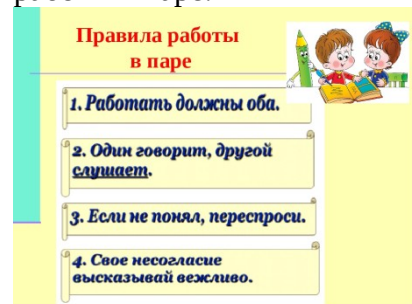 Правила работы
в паре
1. Работать должны оба.
2. Один говорит, другой
слушает.
3. Если не понял, переспроси.
4. Свое несогласие
высказывай вежливо.